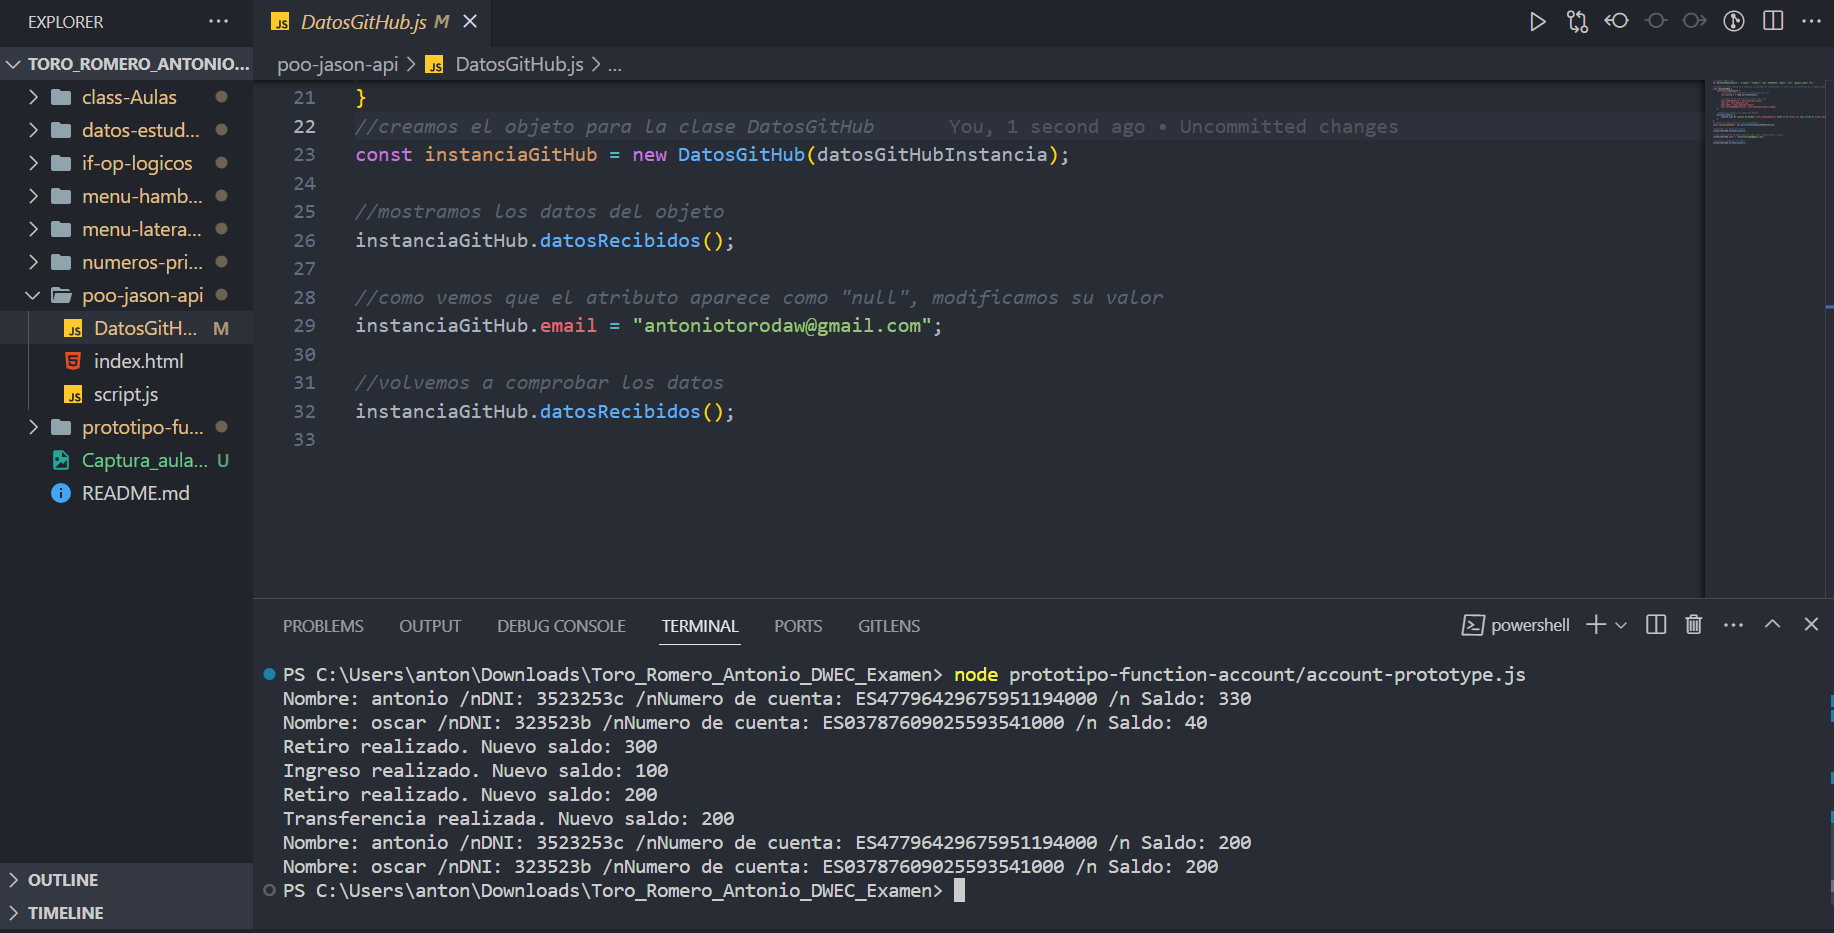 EXPLORER
DatosGitHub.js M
TORO_ROMERO_ANTONIO...
poo-jason-api > DatosGitHub.js > ...
class-Aulas
datos-estud...
if-op-logicos
menu-hamb...
menu-latera...
numeros-pri...
poo-jason-api
DatosGitH... M
index.html
script.js
prototipo-fu...
Captura_aula... U
README.md
OUTLINE
TIMELINE
21 }
22 //creamos el objeto para la clase DatosGitHub You, 1 second ago • Uncommitted changes
23 const instanciaGitHub = new DatosGitHub(datosGitHubInstancia);
24
25 //mostramos los datos del objeto
26 instanciaGitHub.datosRecibidos();
27
28 //como vemos que el atributo aparece como "null", modificamos su valor
29 instanciaGitHub.email = "antoniotorodaw@gmail.com";
30
31 //volvemos a comprobar los datos
32 instanciaGitHub.datosRecibidos();
33
PROBLEMS OUTPUT DEBUG CONSOLE TERMINAL PORTS GITLENS
powershell
PS C:\Users\anton\Downloads\Toro_Romero_Antonio_DWEC_Examen> node prototipo-function-account/account-prototype.js
Nombre: antonio /nDNI: 3523253c /nNumero de cuenta: ES47796429675951194000 /n Saldo: 330
Nombre: oscar /nDNI: 323523b /nNumero de cuenta: ES03787609025593541000 /n Saldo: 40
Retiro realizado. Nuevo saldo: 300
Ingreso realizado. Nuevo saldo: 100
Retiro realizado. Nuevo saldo: 200
Transferencia realizada. Nuevo saldo: 200
Nombre: antonio /nDNI: 3523253c /nNumero de cuenta: ES47796429675951194000 /n Saldo: 200
Nombre: oscar /nDNI: 323523b /nNumero de cuenta: ES03787609025593541000 /n Saldo: 200
PS C:\Users\anton\Downloads\Toro_Romero_Antonio_DWEC_Examen>